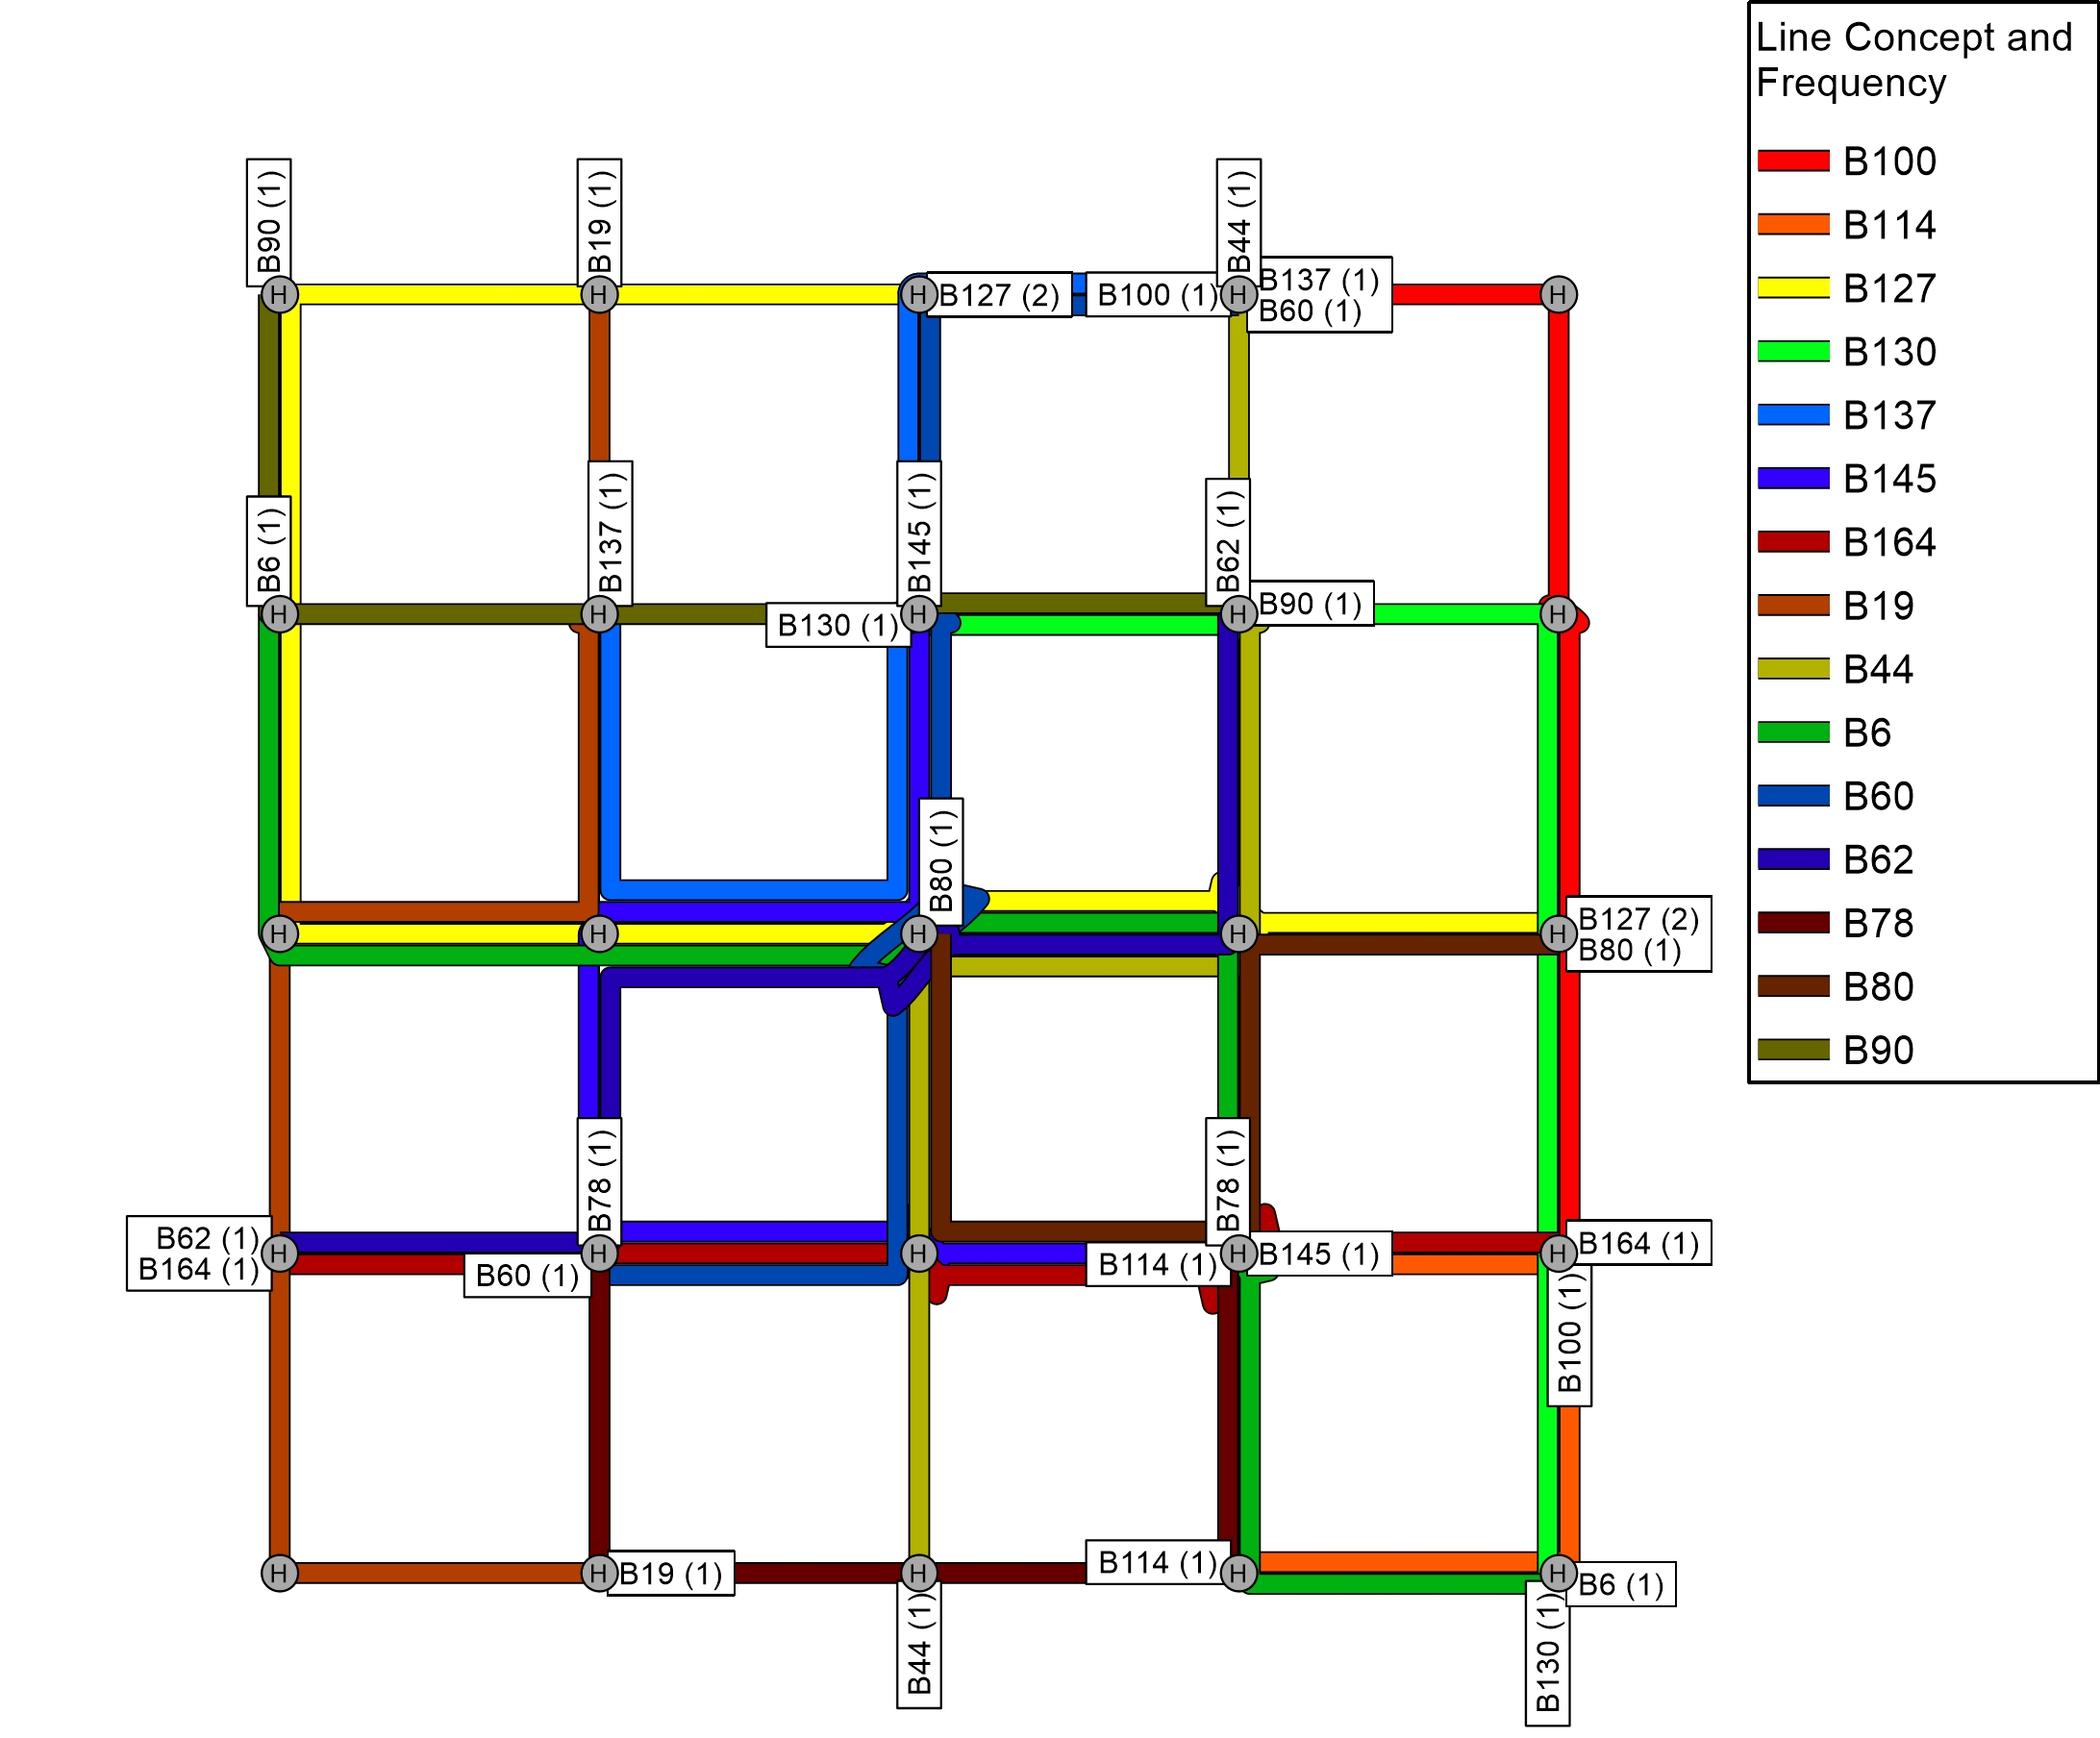 Line Concept and
Frequency
B100
B114
B127
B130
B137
B145
B164
B19
B44
B6
B60
B62
B78
B80
B90
B90 (1)
B19 (1)
B44 (1)
H
H
H
B127 (2)
B100 (1)
H
B137 (1)
B60 (1)
H
B6 (1)
B137 (1)
B145 (1)
B62 (1)
H
H
B130 (1)
H
H
B90 (1)
H
B80 (1)
H
H
H
H
H
B127 (2)
B80 (1)
B78 (1)
B78 (1)
B62 (1)
B164 (1)
H
B60 (1)
H
H
B114 (1)
H
B145 (1)
H
B164 (1)
B100 (1)
H
H
B19 (1)
H
B114 (1)
H
H
B6 (1)
B44 (1)
B130 (1)